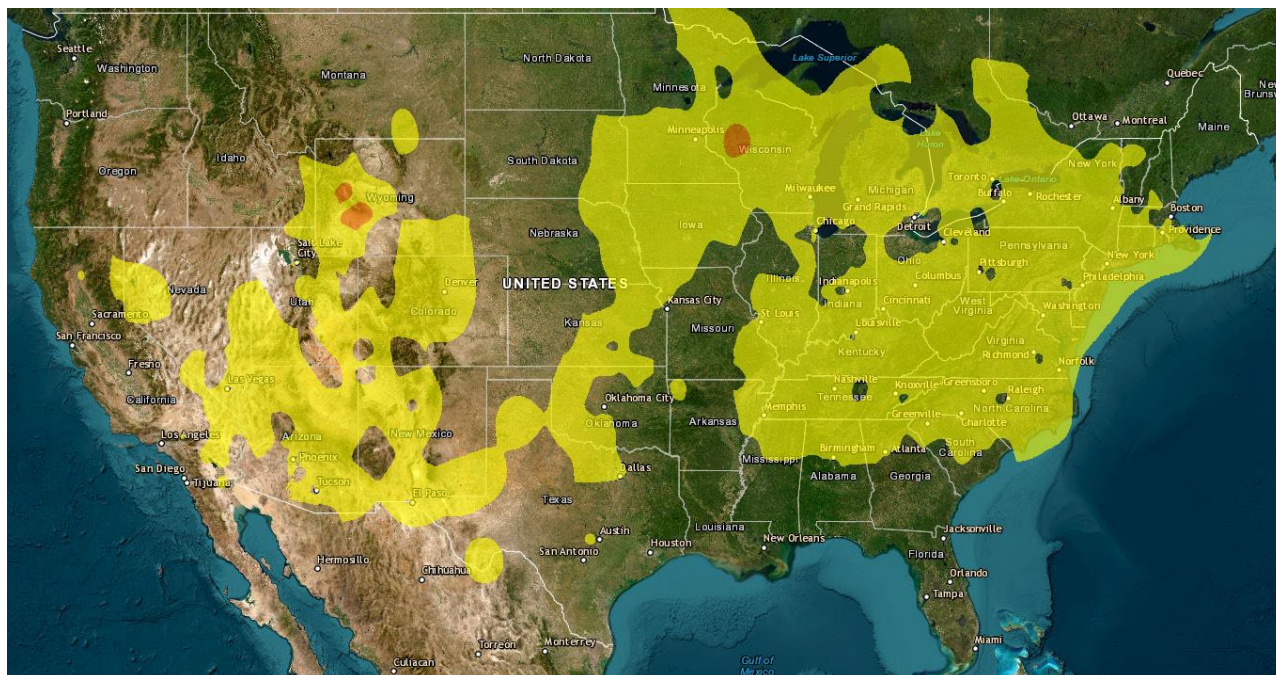 Seattle
Washington
Montana
North Dakota
Minnesota
Lake Superior
Quebec
New
Brunsw
Portland
Ottawa
Montreal
Maine
Minneapolis
Lake
Huron
Oregon
Idaho
South Dakota
Wisconsin
New York
Toronto
Lake Ontario
Wyoming
Milwaukee
Michigan
Buffalo
Rochester
Albany
Boston
Grand Rapids
Providence
Iowa
Chicago
Detroit
Cleveland
Nebraska
Salt Lake
City
Pennsylvania
Ohio
Pittsburgh
New York
Nevada
Utah
Denver
UNITED STATES
Illinois
Indianapolis
Columbus
Philadelphia
Sacramento
Colorado
Kansas City
Indiana
Cincinnati
West
Virginia
Washington
San Francisco
Kansas
Missouri
St Louis
Louisville
Virginia
Richmond
Kentucky
Norfolk
Fresno
Las Vegas
California
Nashville
Knoxville
Greensboro
Raleigh
Tennessee
Oklahoma City
Memphis
Greenville
North Carolina
Charlotte
Los Angeles
Arizona
New Mexico
Oklahoma
Arkansas
Phoenix
Birmingham
Atlanta
South
Carolina
Mississippi
San Diego
Tijuana
Tucson
Dallas
Alabama
Georgia
El Paso
Texas
Louisiana
Jacksonville
Austin
New Orleans
Hermosillo
San Antonio
Houston
Florida
Chihuahua
Orlando
Tampa
Torreón
Monterrey
Miami
Culiacan
Gulf of
Mexico